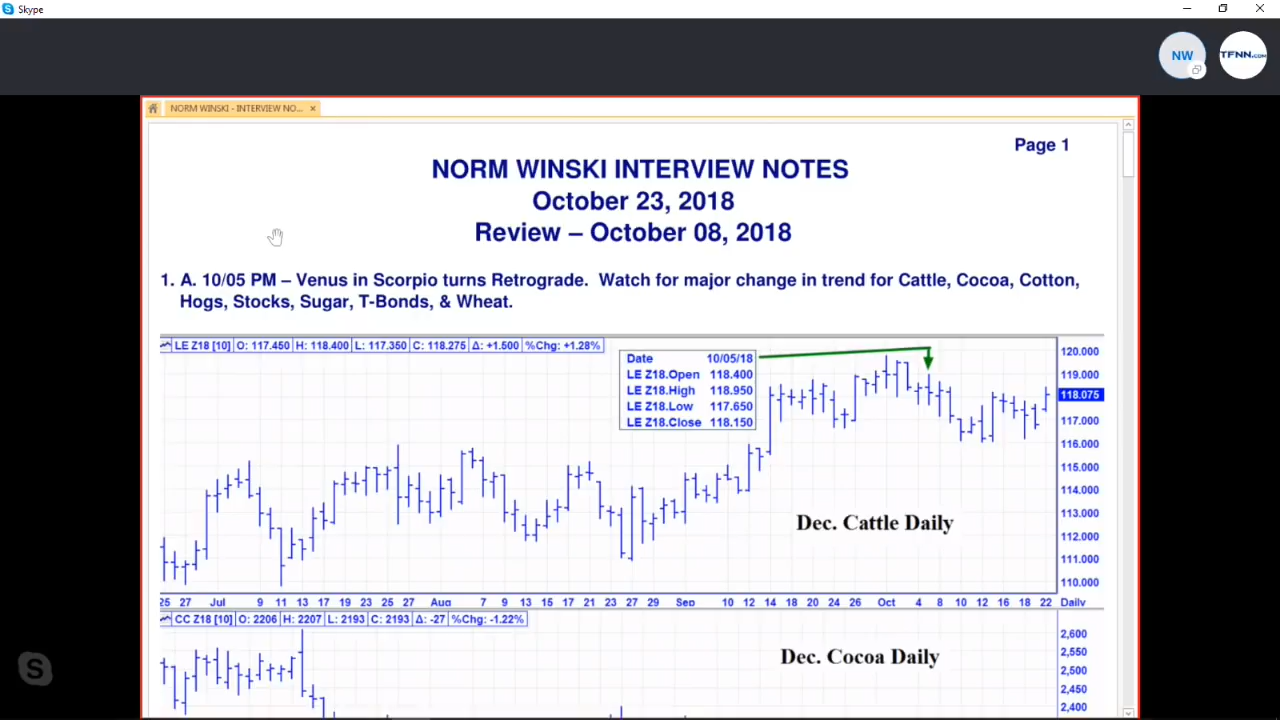 Skype
NW
TFNN.COM
NORM WINSKI - INTERVIEW NO...
Page 1
NORM WINSKI INTERVIEW NOTES
October 23, 2018
Review – October 08, 2018
1. A. 10/05 PM – Venus in Scorpio turns Retrograde. Watch for major change in trend for Cattle, Cocoa, Cotton,
Hogs, Stocks, Sugar, T-Bonds, & Wheat.
LE Z18 [10] O: 117.450 H: 118.400 L: 117.350 C: 118.275 Δ: +1.500 %Chg: +1.28%
Date 10/05/18
LE Z18.Open 118.400
LE Z18.High 118.950
LE Z18.Low 117.650
LE Z18.Close 118.150
120.000
119.000
118.075
117.000
116.000
115.000
114.000
113.000
112.000
111.000
110.000
Dec. Cattle Daily
25 27 Jul 9 11 13 17 19 23 25 27 Aug 7 9 13 15 17 21 23 27 29 Sep 10 12 14 18 20 24 26 Oct 4 8 10 12 16 18 22 Daily
CC Z18 [10] O: 2206 H: 2207 L: 2193 C: 2193 Δ: -27 %Chg: -1.22%
Dec. Cocoa Daily
2,600
2,550
2,500
2,450
2,400